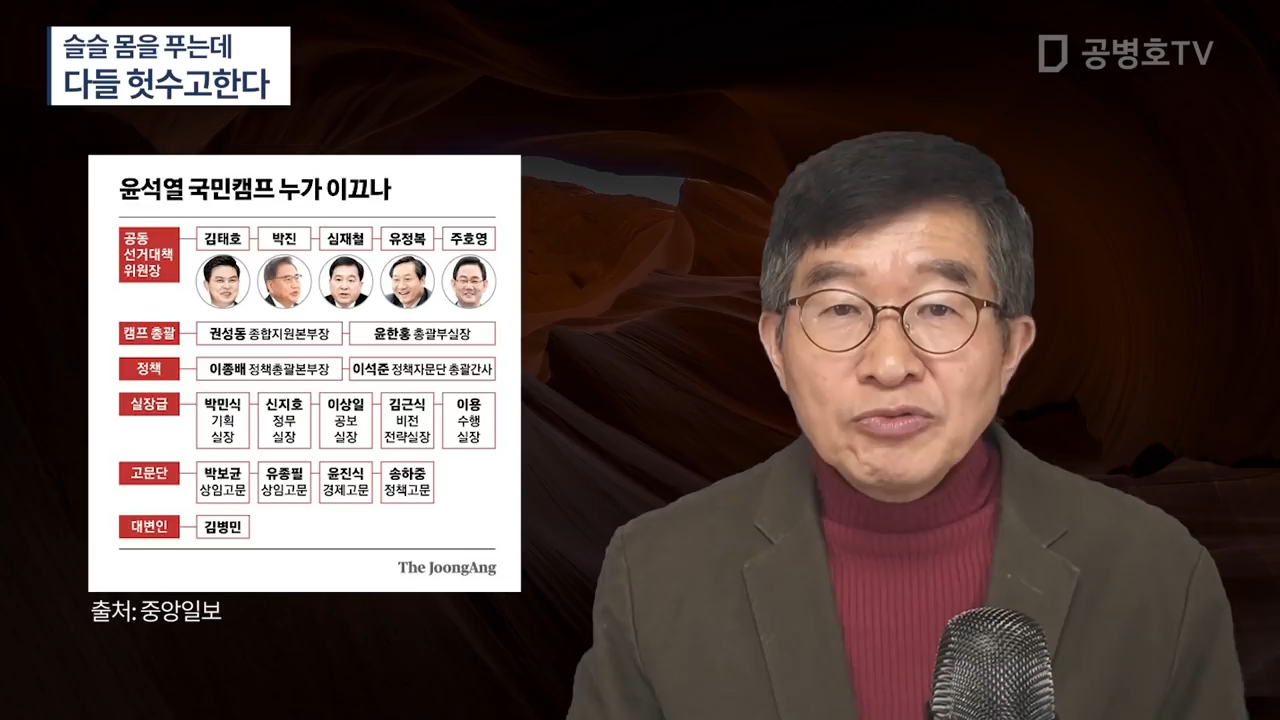 슬슬 몸을 푸는데
다들 헛수고한다
공병호TV
윤석열 국민캠프 누가 이끄나
공동
선거대책
위원장
김태호 박진 심재철 유정복 주호영
캠프 총괄 권성동 종합지원본부장 윤한홍 총괄부실장
정책 이종배 정책총괄본부장 이석준 정책자문단 총괄간사
실장급 박민식 신지호 이상일 김근식 이용
기획 정무 공보 비전 수행
실장 실장 실장 전략실장 실장
고문단 박보균 유종필 윤진식 송하중
상임고문 상임고문 경제고문 정책고문
대변인 김병민
The JoongAng
출처: 중앙일보